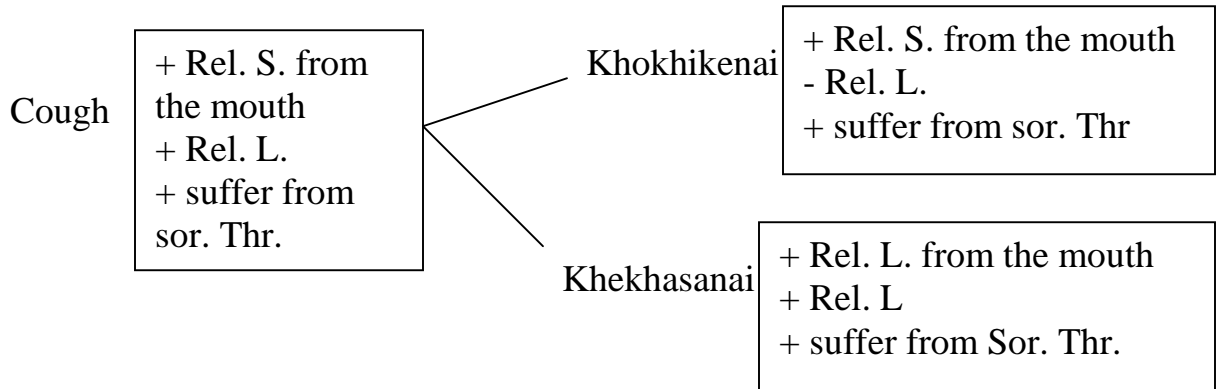 Cough
+ Rel. S. from
the mouth
+ Rel. L.
+ suffer from
sor. Thr.
Khokhikenai
+ Rel. S. from the mouth
- Rel. L.
+ suffer from sor. Thr
Khekhasanai
+ Rel. L. from the mouth
+ Rel. L
+ suffer from Sor. Thr.